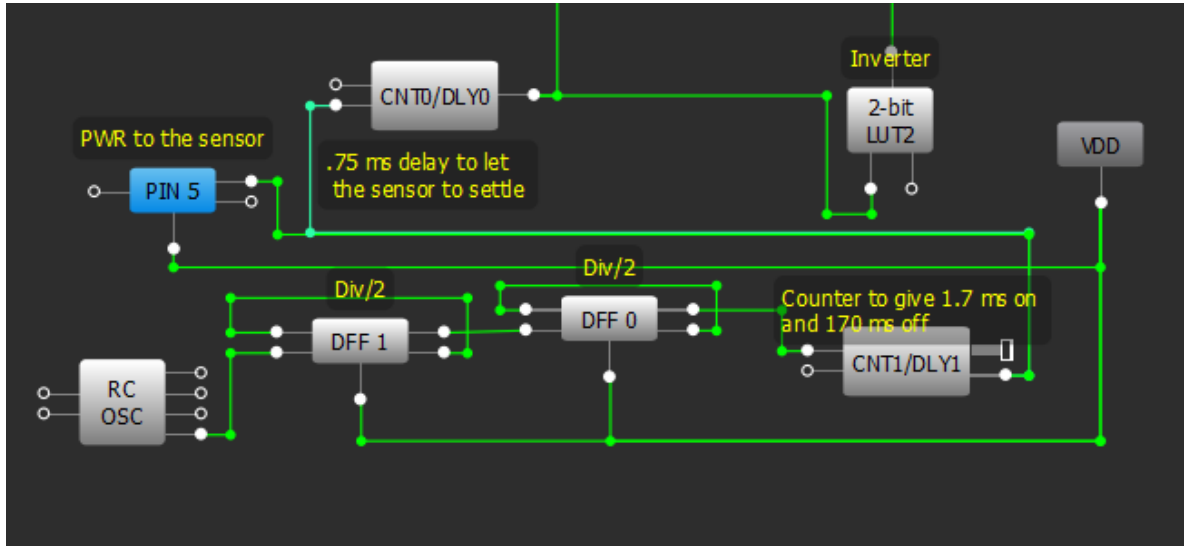 Inverter
CNT0/DLY0
2-bit
LUT2
VDD
PWR to the sensor
PIN 5
.75 ms delay to let
the sensor to settle
Div/2
Div/2
DFF 1
DFF 0
Counter to give 1.7 ms on
and 170 ms off
CNT1/DLY1
RC
OSC